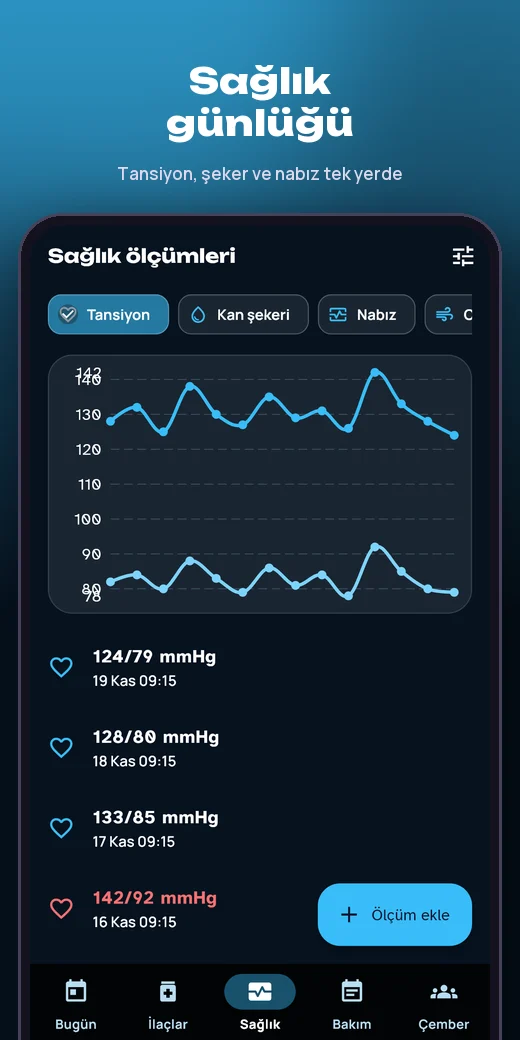 Sağlık
günlüğü
Tansiyon, şeker ve nabız tek yerde
Sağlık ölçümleri
Tansiyon
Kan şekeri
Nabız
142
140
130
120
110
100
90
80
78
124/79 mmHg
19 Kas 09:15
128/80 mmHg
18 Kas 09:15
133/85 mmHg
17 Kas 09:15
142/92 mmHg
16 Kas 09:15
Ölçüm ekle
Bugün
İlaçlar
Sağlık
Bakım
Çember